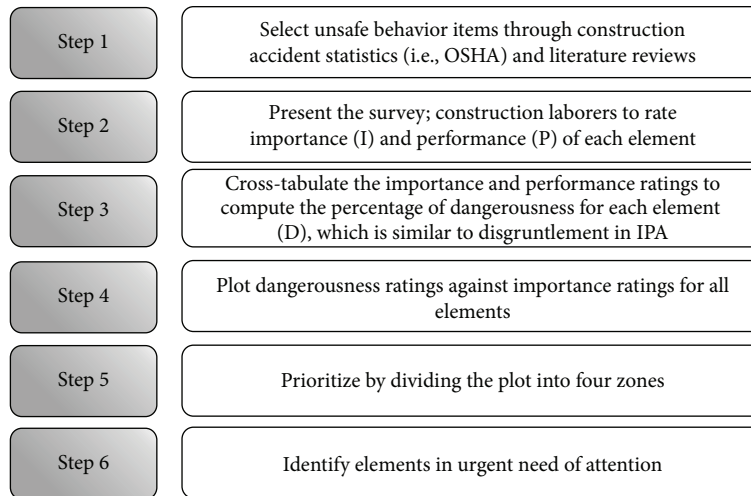 Step 1
Select unsafe behavior items through construction
accident statistics (i.e., OSHA) and literature reviews
Step 2
Present the survey; construction laborers to rate
importance (I) and performance (P) of each element
Step 3
Cross-tabulate the importance and performance ratings to
compute the percentage of dangerousness for each element
(D), which is similar to disgruntlement in IPA
Step 4
Plot dangerousness ratings against importance ratings for all
elements
Step 5
Prioritize by dividing the plot into four zones
Step 6
Identify elements in urgent need of attention